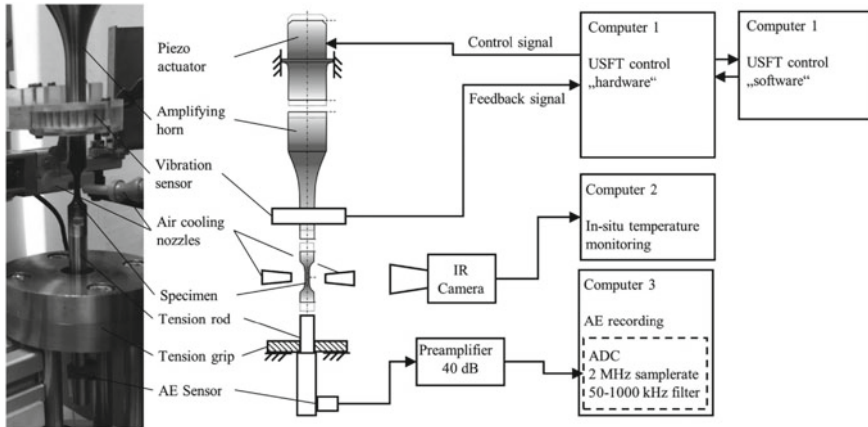 Piezo
actuator
Amplifying
horn
Vibration
sensor
Air cooling
nozzles
Specimen
Tension rod
Tension grip
AE Sensor
Control signal
Feedback signal
IR
Camera
Preamplifier
40 dB
Computer 1
USFT control
„hardware“
Computer 1
USFT control
„software“
Computer 2
In-situ temperature
monitoring
Computer 3
AE recording
ADC
2 MHz samplerate
50-1000 kHz filter